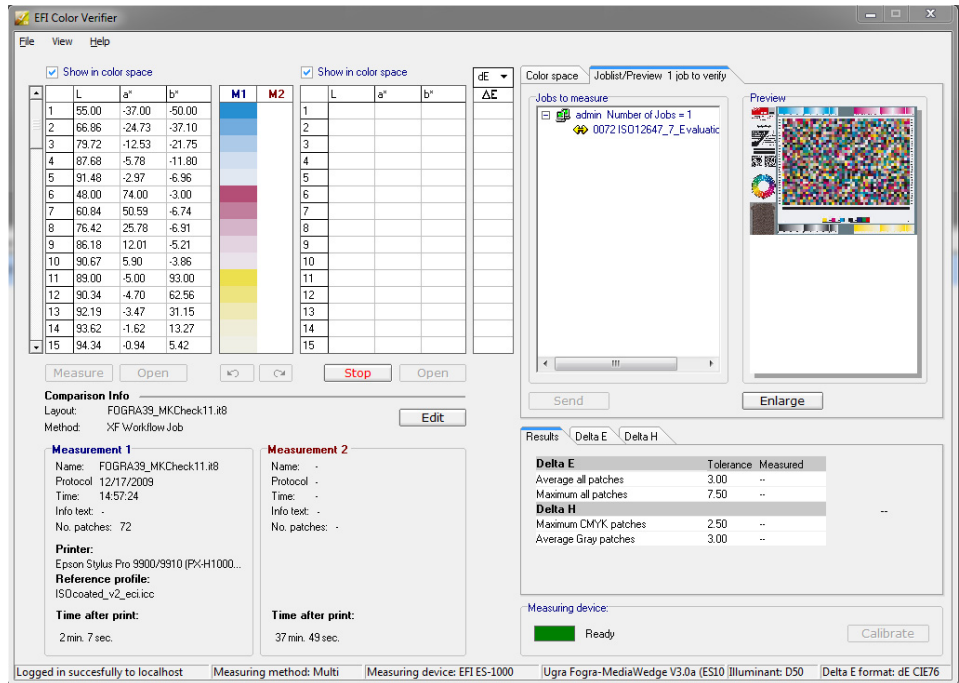 EFI Color Verifier
File View Help
Show in color space
Show in color space
dE
L a* b* M1 M2 L a* b* ΔE
1 55.00 -37.00 -50.00 1
2 66.86 -24.73 -37.10 2
3 79.72 -12.53 -21.75 3
4 87.68 -5.78 -11.80 4
5 91.48 -2.97 -6.96 5
6 48.00 74.00 -3.00 6
7 60.84 50.59 -6.74 7
8 76.42 25.78 -6.91 8
9 86.18 12.01 -5.21 9
10 90.67 5.90 -3.86 10
11 89.00 -5.00 93.00 11
12 90.34 -4.70 62.56 12
13 92.19 -3.47 31.15 13
14 93.62 -1.62 13.27 14
15 94.34 -0.94 5.42 15
Measure Open Stop Open
Comparison Info
Layout: FOGRA39_MKCheck11.it8
Method: XF Workflow Job
Edit
Measurement 1
Name: FOGRA39_MKCheck11.it8
Protocol 12/17/2009
Time: 14:57:24
Info text: -
No. patches: 72
Printer:
Epson Stylus Pro 9900/9910 (PX-H1000...
Reference profile:
ISOcoated_v2_eci.icc
Time after print:
2 min. 7 sec.
Measurement 2
Name: -
Protocol -
Time: -
Info text: -
No. patches: -
Time after print:
37 min. 49 sec.
Color space Joblist/Preview 1 job to verify
Jobs to measure
admin Number of Jobs = 1
0072 ISO12647_7_Evaluatic
Send
Preview
Enlarge
Results Delta E Delta H
Delta E Tolerance Measured
Average all patches 3.00 --
Maximum all patches 7.50 --
Delta H --
Maximum CMYK patches 2.50 --
Average Gray patches 3.00 --
Measuring device:
Ready
Calibrate
Logged in succesfully to localhost Measuring method: Multi Measuring device: EFI ES-1000 Ugra Fogra-MediaWedge V3.0a (ES10 Illuminant: D50 Delta E format: dE CIE76